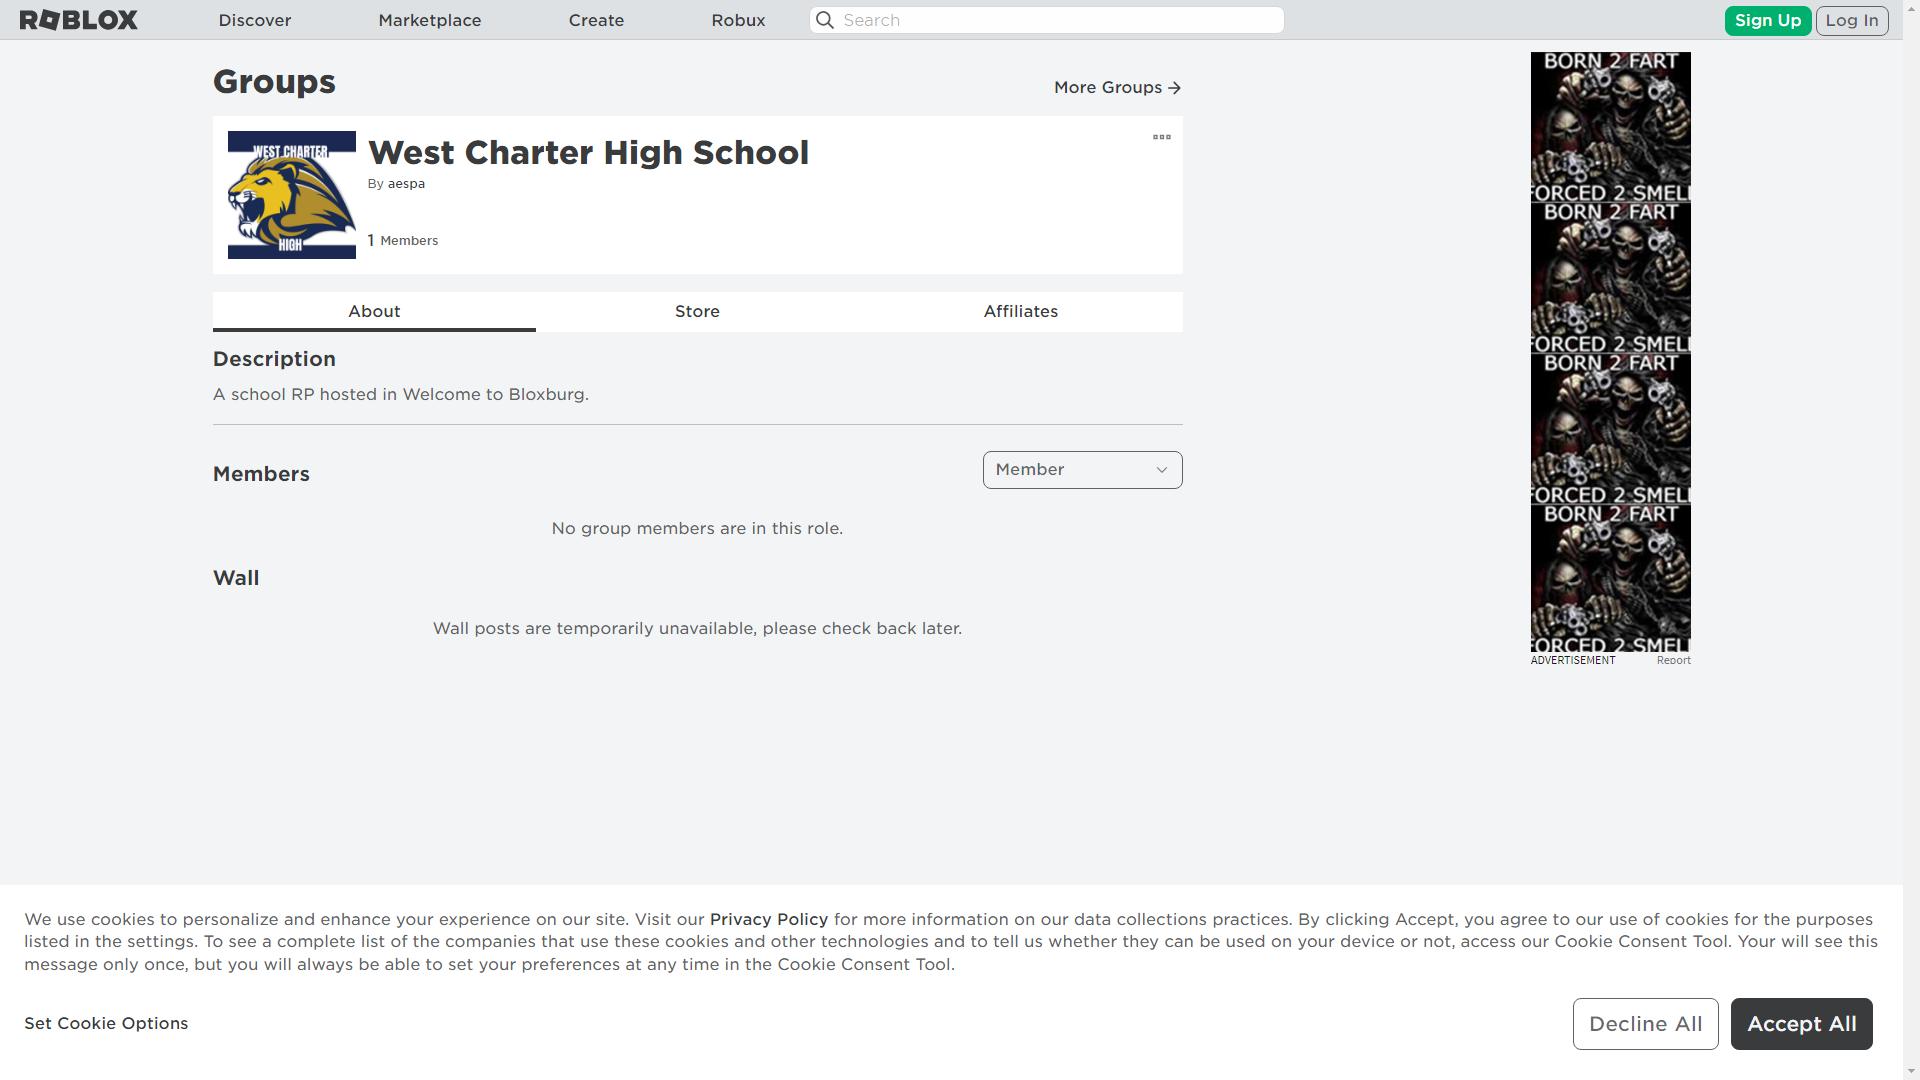 ROBLOX
Discover
Marketplace
Create
Robux
Search
Sign Up
Log In
Groups
More Groups
WEST CHARTER
HIGH
West Charter High School
By aespa
1 Members
About
Store
Affiliates
Description
A school RP hosted in Welcome to Bloxburg.
Members
Member
No group members are in this role.
Wall
Wall posts are temporarily unavailable, please check back later.
BORN 2 FART
FORCED 2 SMELL
BORN 2 FART
FORCED 2 SMELL
BORN 2 FART
FORCED 2 SMELL
BORN 2 FART
FORCED 2 SMELL
ADVERTISEMENT
Report
We use cookies to personalize and enhance your experience on our site. Visit our Privacy Policy for more information on our data collections practices. By clicking Accept, you agree to our use of cookies for the purposes
listed in the settings. To see a complete list of the companies that use these cookies and other technologies and to tell us whether they can be used on your device or not, access our Cookie Consent Tool. Your will see this
message only once, but you will always be able to set your preferences at any time in the Cookie Consent Tool.
Set Cookie Options
Decline All
Accept All